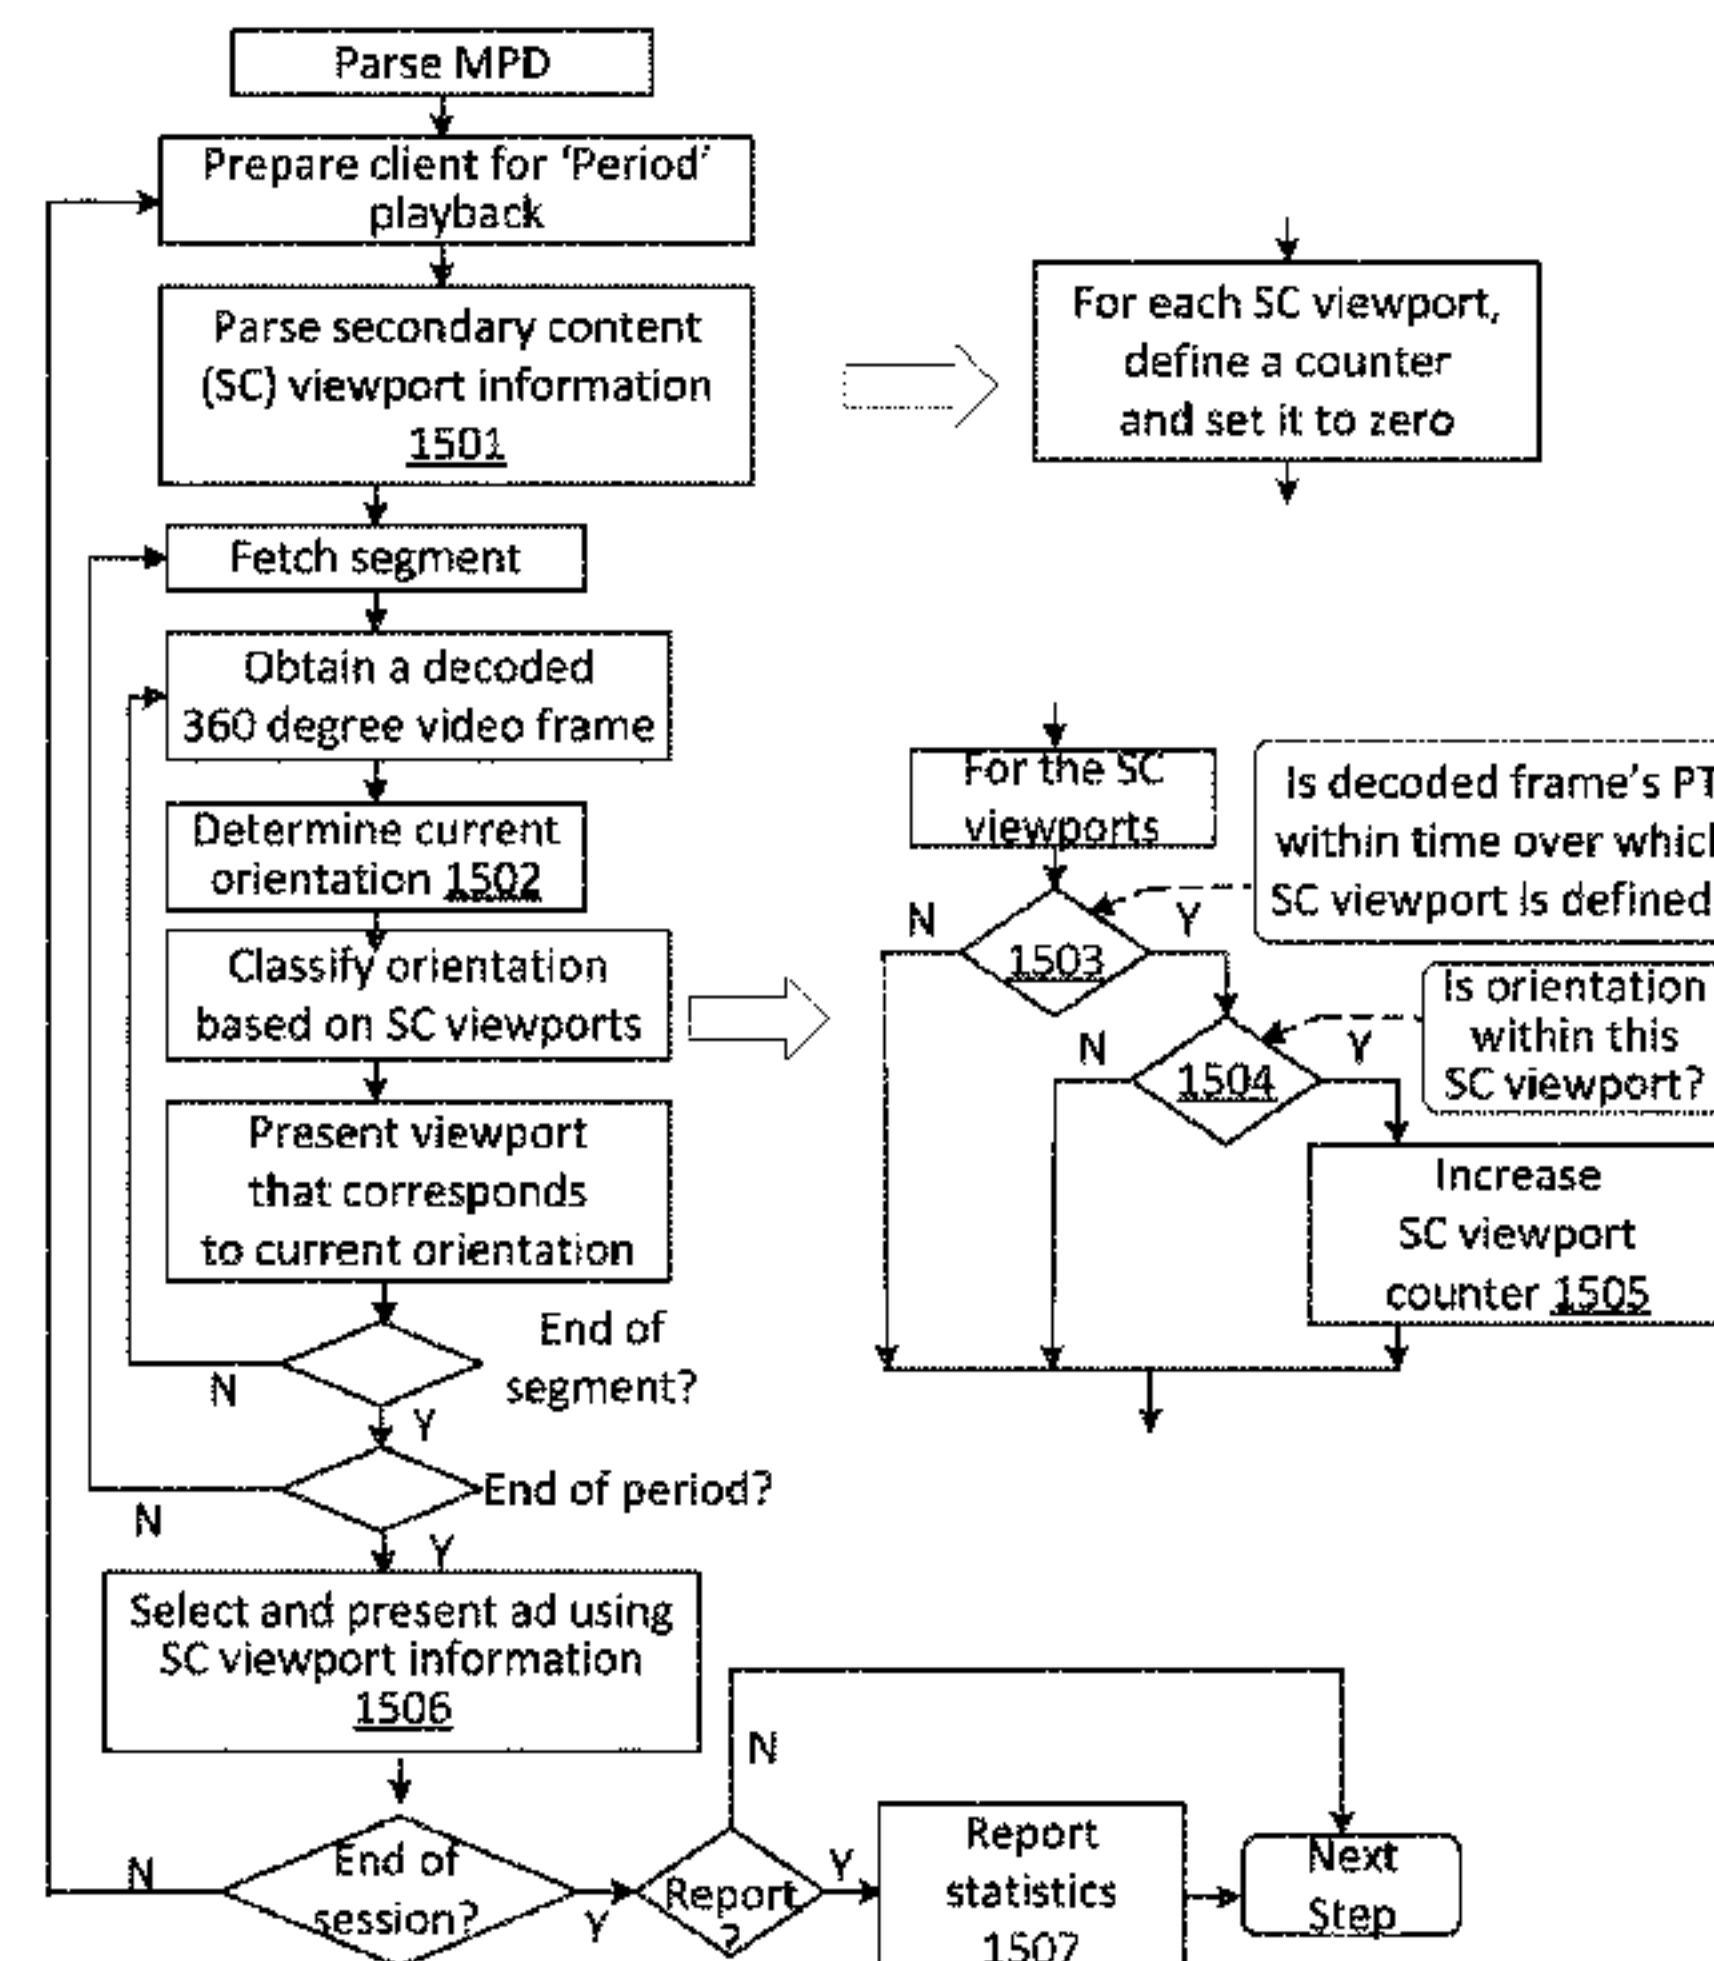 Parse MPD
Prepare client for ‘Period’
playback
Parse secondary content
(SC) viewport information
1501
For each SC viewport,
define a counter
and set it to zero
Fetch segment
Obtain a decoded
360 degree video frame
Determine current
orientation 1502
Classify orientation
based on SC viewports
Present viewport
that corresponds
to current orientation
For the SC
viewports
Is decoded frame’s
within time over
SC viewport is defined
N
Y
1503
Is orientation
within this
SC viewport?
N
Y
1504
Increase
SC viewport
counter 1505
End of
segment?
N
Y
End of period?
N
Y
Select and present ad using
SC viewport information
1506
N
End of
session?
Y
Report
?
N
Y
Report
statistics
1507
Next
Step